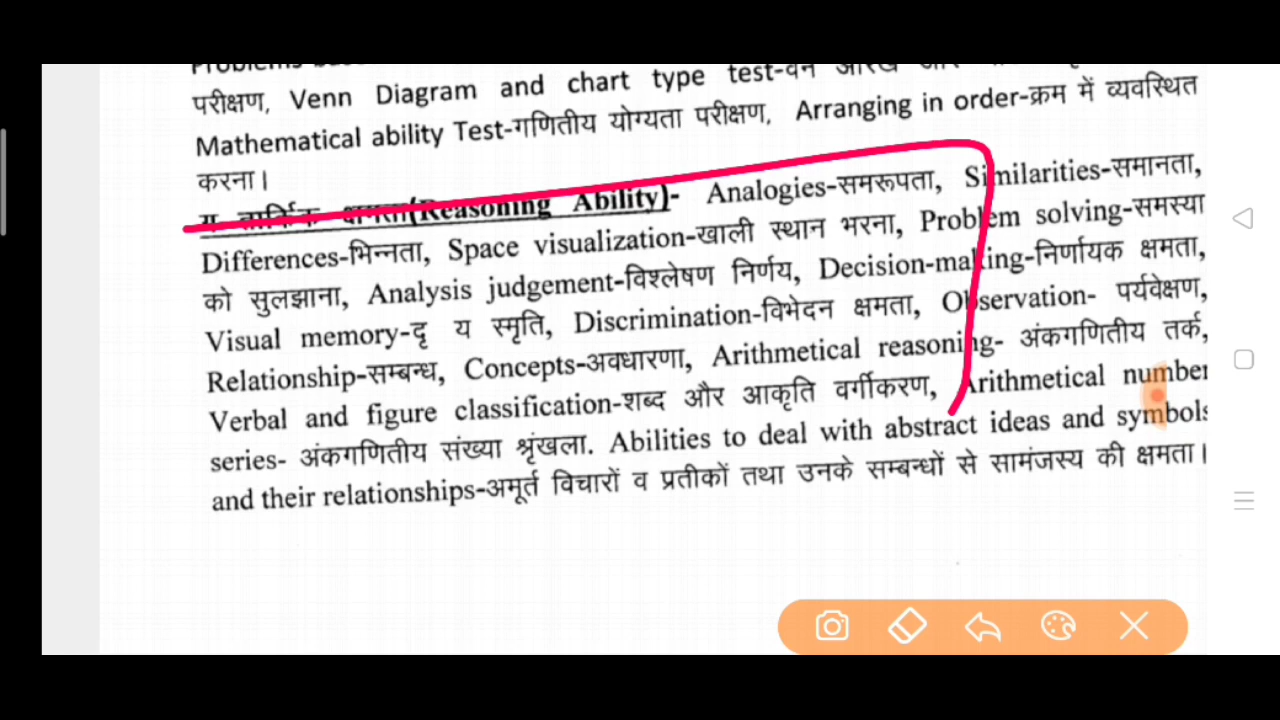 परीक्षण, Venn Diagram and chart type test-वेन
Mathematical ability Test-गणितीय योग्यता परीक्षण, Arranging in order-क्रम में व्यवस्थित
करना।
तार्किक क्षमता(Reasoning Ability)- Analogies-समरूपता, Similarities-समानता,
Differences-भिन्नता, Space visualization-खाली स्थान भरना, Problem solving-समस्या
को सुलझाना, Analysis judgement-विश्लेषण निर्णय, Decision-making-निर्णायक क्षमता,
Visual memory-दृ य स्मृति, Discrimination-विभेदन क्षमता, Observation- पर्यवेक्षण,
Relationship-सम्बन्ध, Concepts-अवधारणा, Arithmetical reasoning- अंकगणितीय तर्क,
Verbal and figure classification-शब्द और आकृति वर्गीकरण, Arithmetical number
series- अंकगणितीय संख्या श्रृंखला. Abilities to deal with abstract ideas and symbols
and their relationships-अमूर्त विचारों व प्रतीकों तथा उनके सम्बन्धों से सामंजस्य की क्षमता।